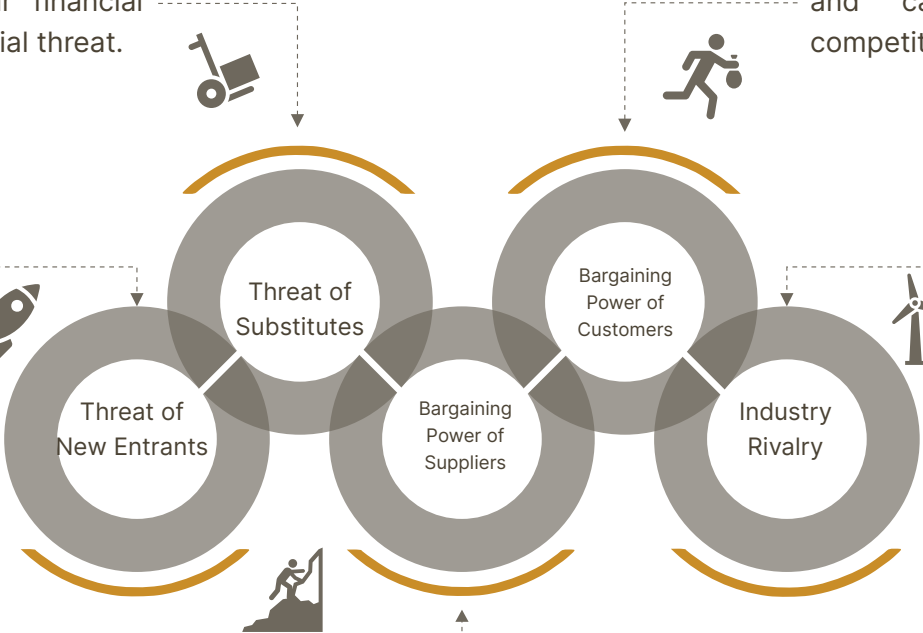 financial
ial threat.
and
competit
Threat of
Substitutes
Bargaining
Power of
Customers
Threat of
New Entrants
Bargaining
Power of
Suppliers
Industry
Rivalry